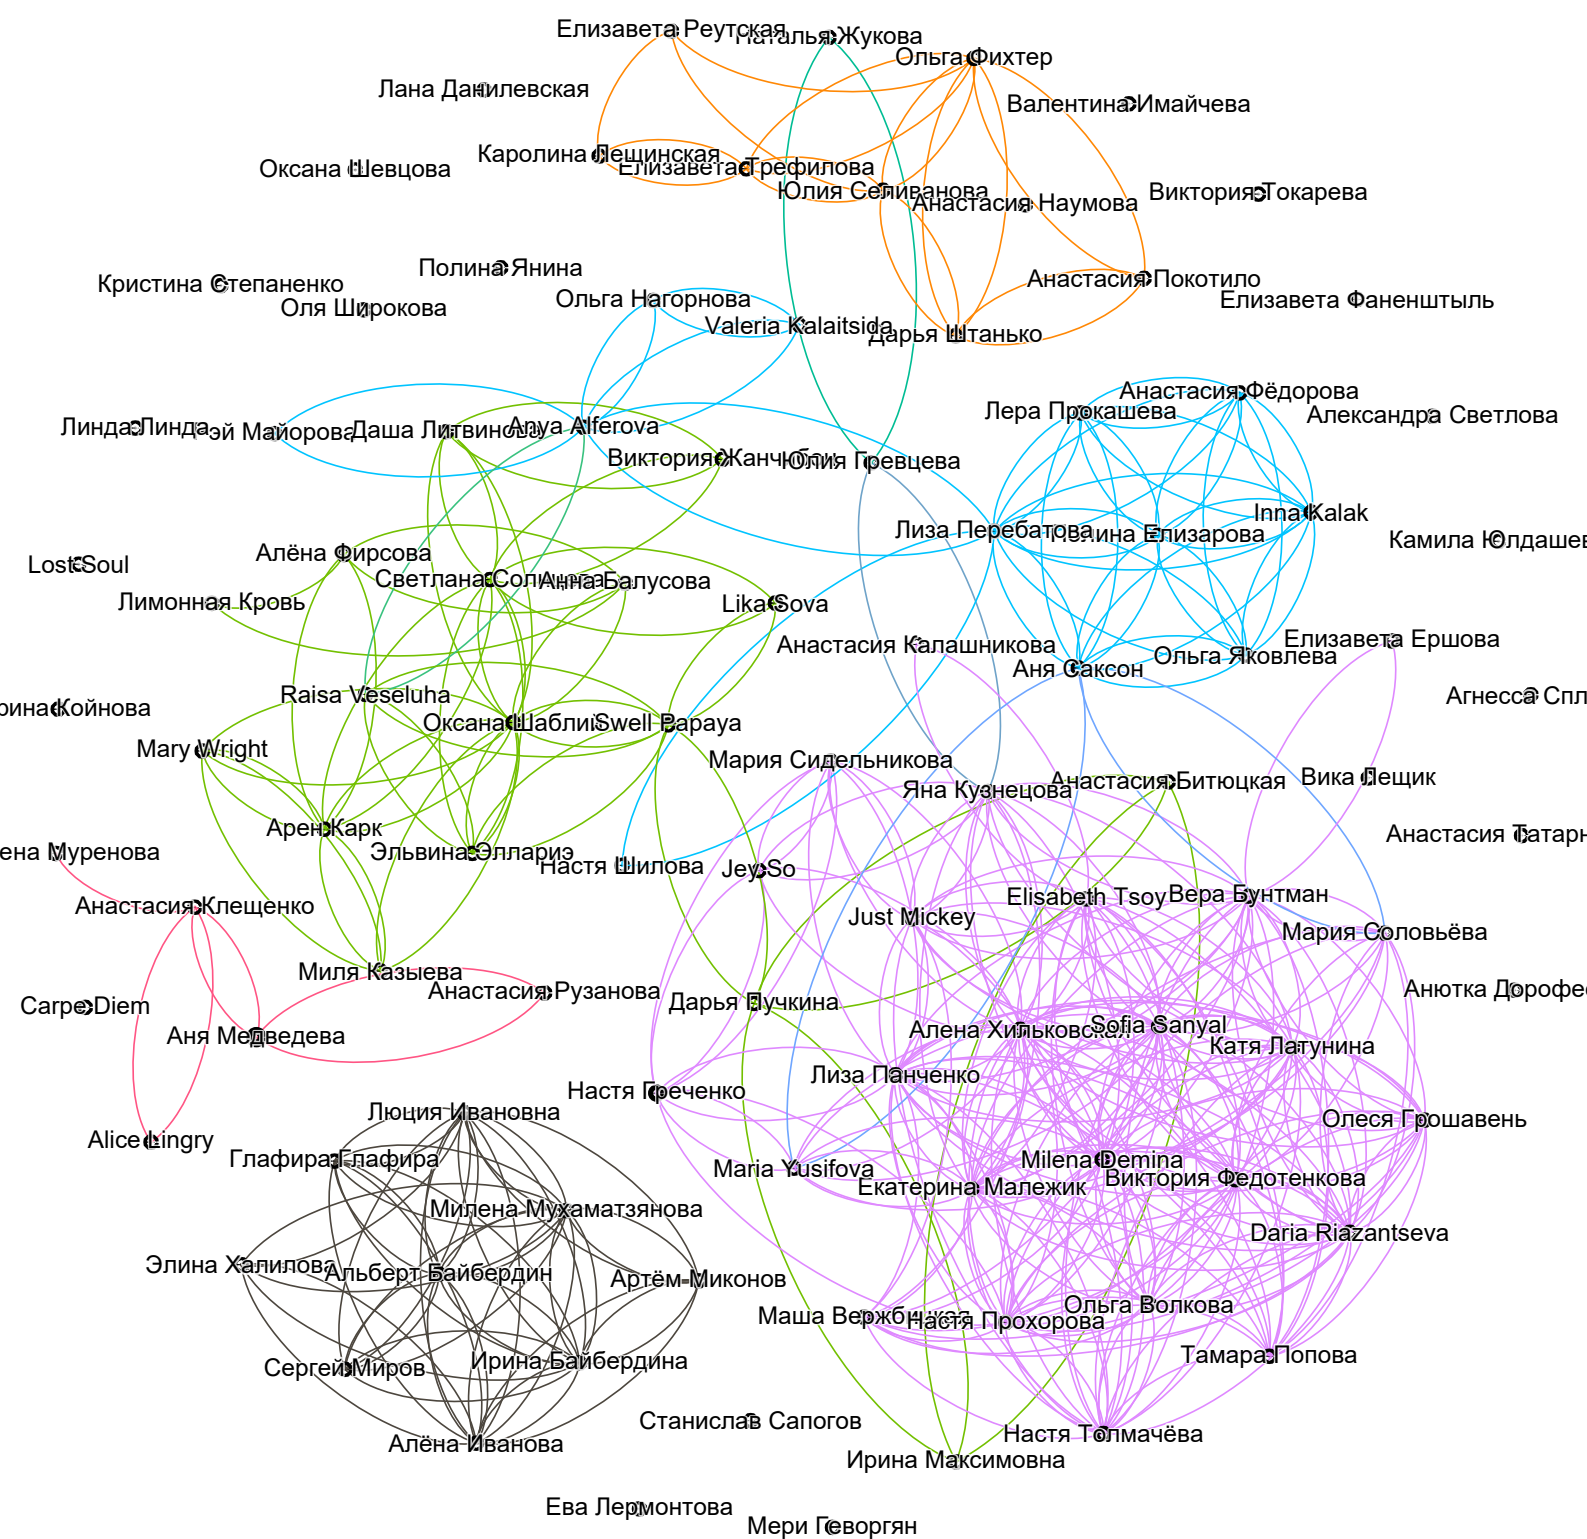 Елизавета Реутская
Наталья Жукова
Ольга Фихтер
Лана Данилевская
Валентина Имайчева
Каролина Лещинская
Елизавета Трефилова
Оксана Шевцова
Юлия Селиванова
Виктория Токарева
Анастасия Наумова
Полина Янина
Анастасия Покотило
Кристина Степаненко
Ольга Нагорнова
Елизавета Фаненштыль
Оля Широкова
Valeria Kalaitsida
Дарья Штанько
Анастасия Фёдорова
Лера Прокашева
Александра Светлова
Линда Линда
эй Майорова
Даша Литвинова
Anya Alferova
Виктория
Юлия Гревцева
Inna Kalak
Лиза Перебатова
Елизарова
Камила Юлдашев
Алёна Фирсова
Lost Soul
Светлана Солнцева
Анна Балусова
Лимонная Кровь
Lika Sova
Анастасия Калашникова
Елизавета Ершова
Ольга Яковлева
Аня Саксон
Raisa Veseluha
Агнесса Спл
рина Койнова
Оксана Шаблий
Swell Papaya
Mary Wright
Мария Сидельникова
Вика Лещик
Анастасия Битюцкая
Яна Кузнецова
Арен Карк
Анастасия Татарн
ена Муренова
Эльвина Эллариэ
Настя Шилова
Jey So
Elisabeth Tsoy
Вера Бунтман
Анастасия Клещенко
Just Mickey
Мария Соловьёва
Миля Казыева
Анастасия Рузанова
Анютка Дорофе
Дарья Пучкина
Carpe Diem
Аня Медведева
Алена Хильковская
Sofia Sanyal
Катя Латунина
Лиза Панченко
Настя Греченко
Люция Ивановна
Олеся Грошавень
Alice Lingry
Глафира Глафира
Milena Demina
Maria Yusifova
Виктория Федотенкова
Екатерина Малежик
Милена Мухаматзянова
Daria Riazantseva
Элина Халилова
Альберт Байбердин
Артём Миконов
Ольга Волкова
Маша Вержбицкая
Настя Прохорова
Тамара Попова
Ирина Байбердина
Сергей Миров
Станислав Сапогов
Настя Толмачёва
Алёна Иванова
Ирина Максимовна
Ева Лермонтова
Мери Геворгян